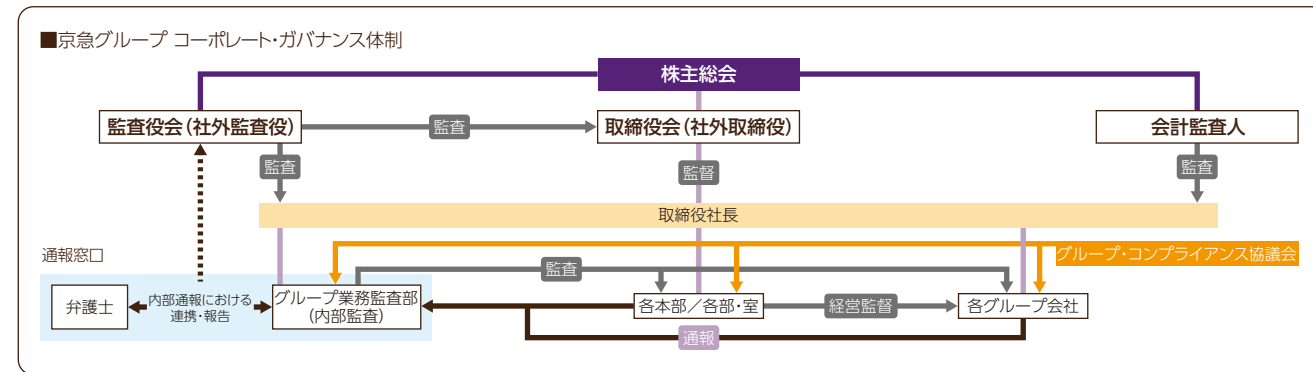 ■京急グループ コーポレート・ガバナンス体制
株主総会
監査役会(社外監査役)
監査
取締役会(社外取締役)
会計監査人
監査
監督
監査
取締役社長
通報窓口
グループ・コンプライアンス協議会
監査
弁護士
内部通報における
連携・報告
グループ業務監査部
(内部監査)
各本部/各部・室
経営監督
各グループ会社
通報